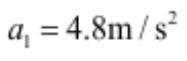 a₁ = 4.8m / s²